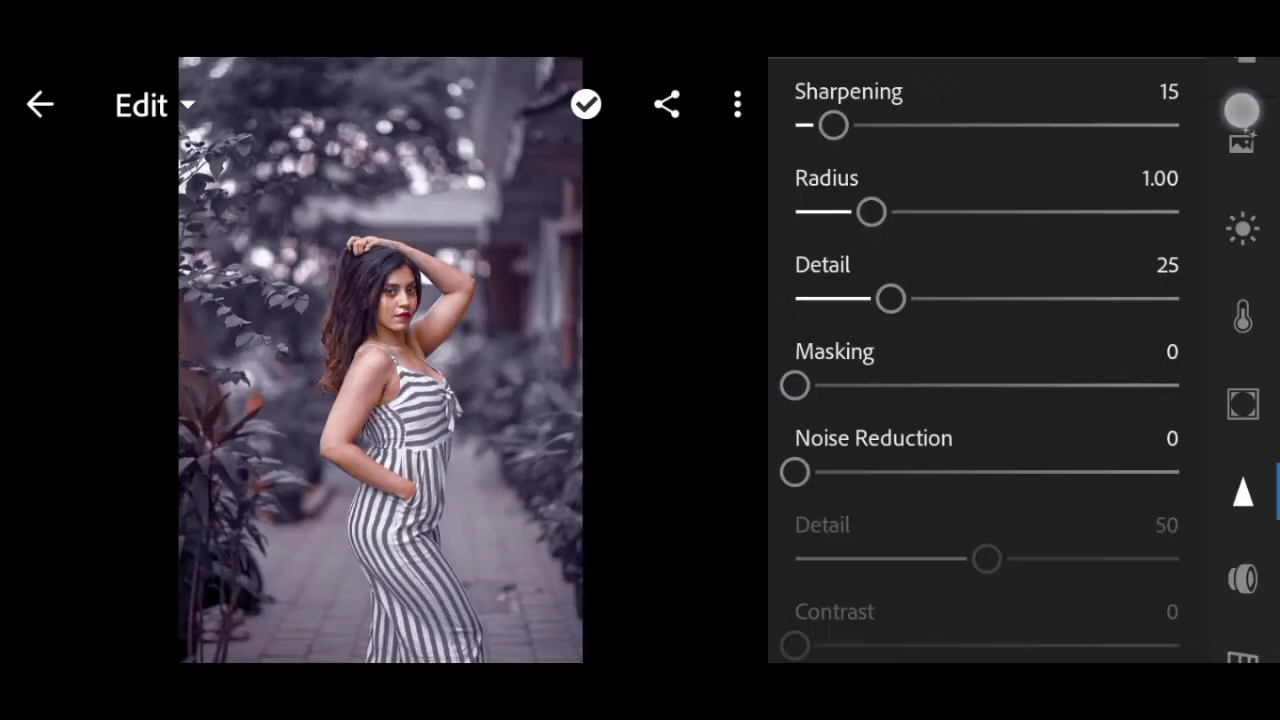 Edit
Sharpening 15
Radius 1.00
Detail 25
Masking 0
Noise Reduction 0
Detail 50
Contrast 0